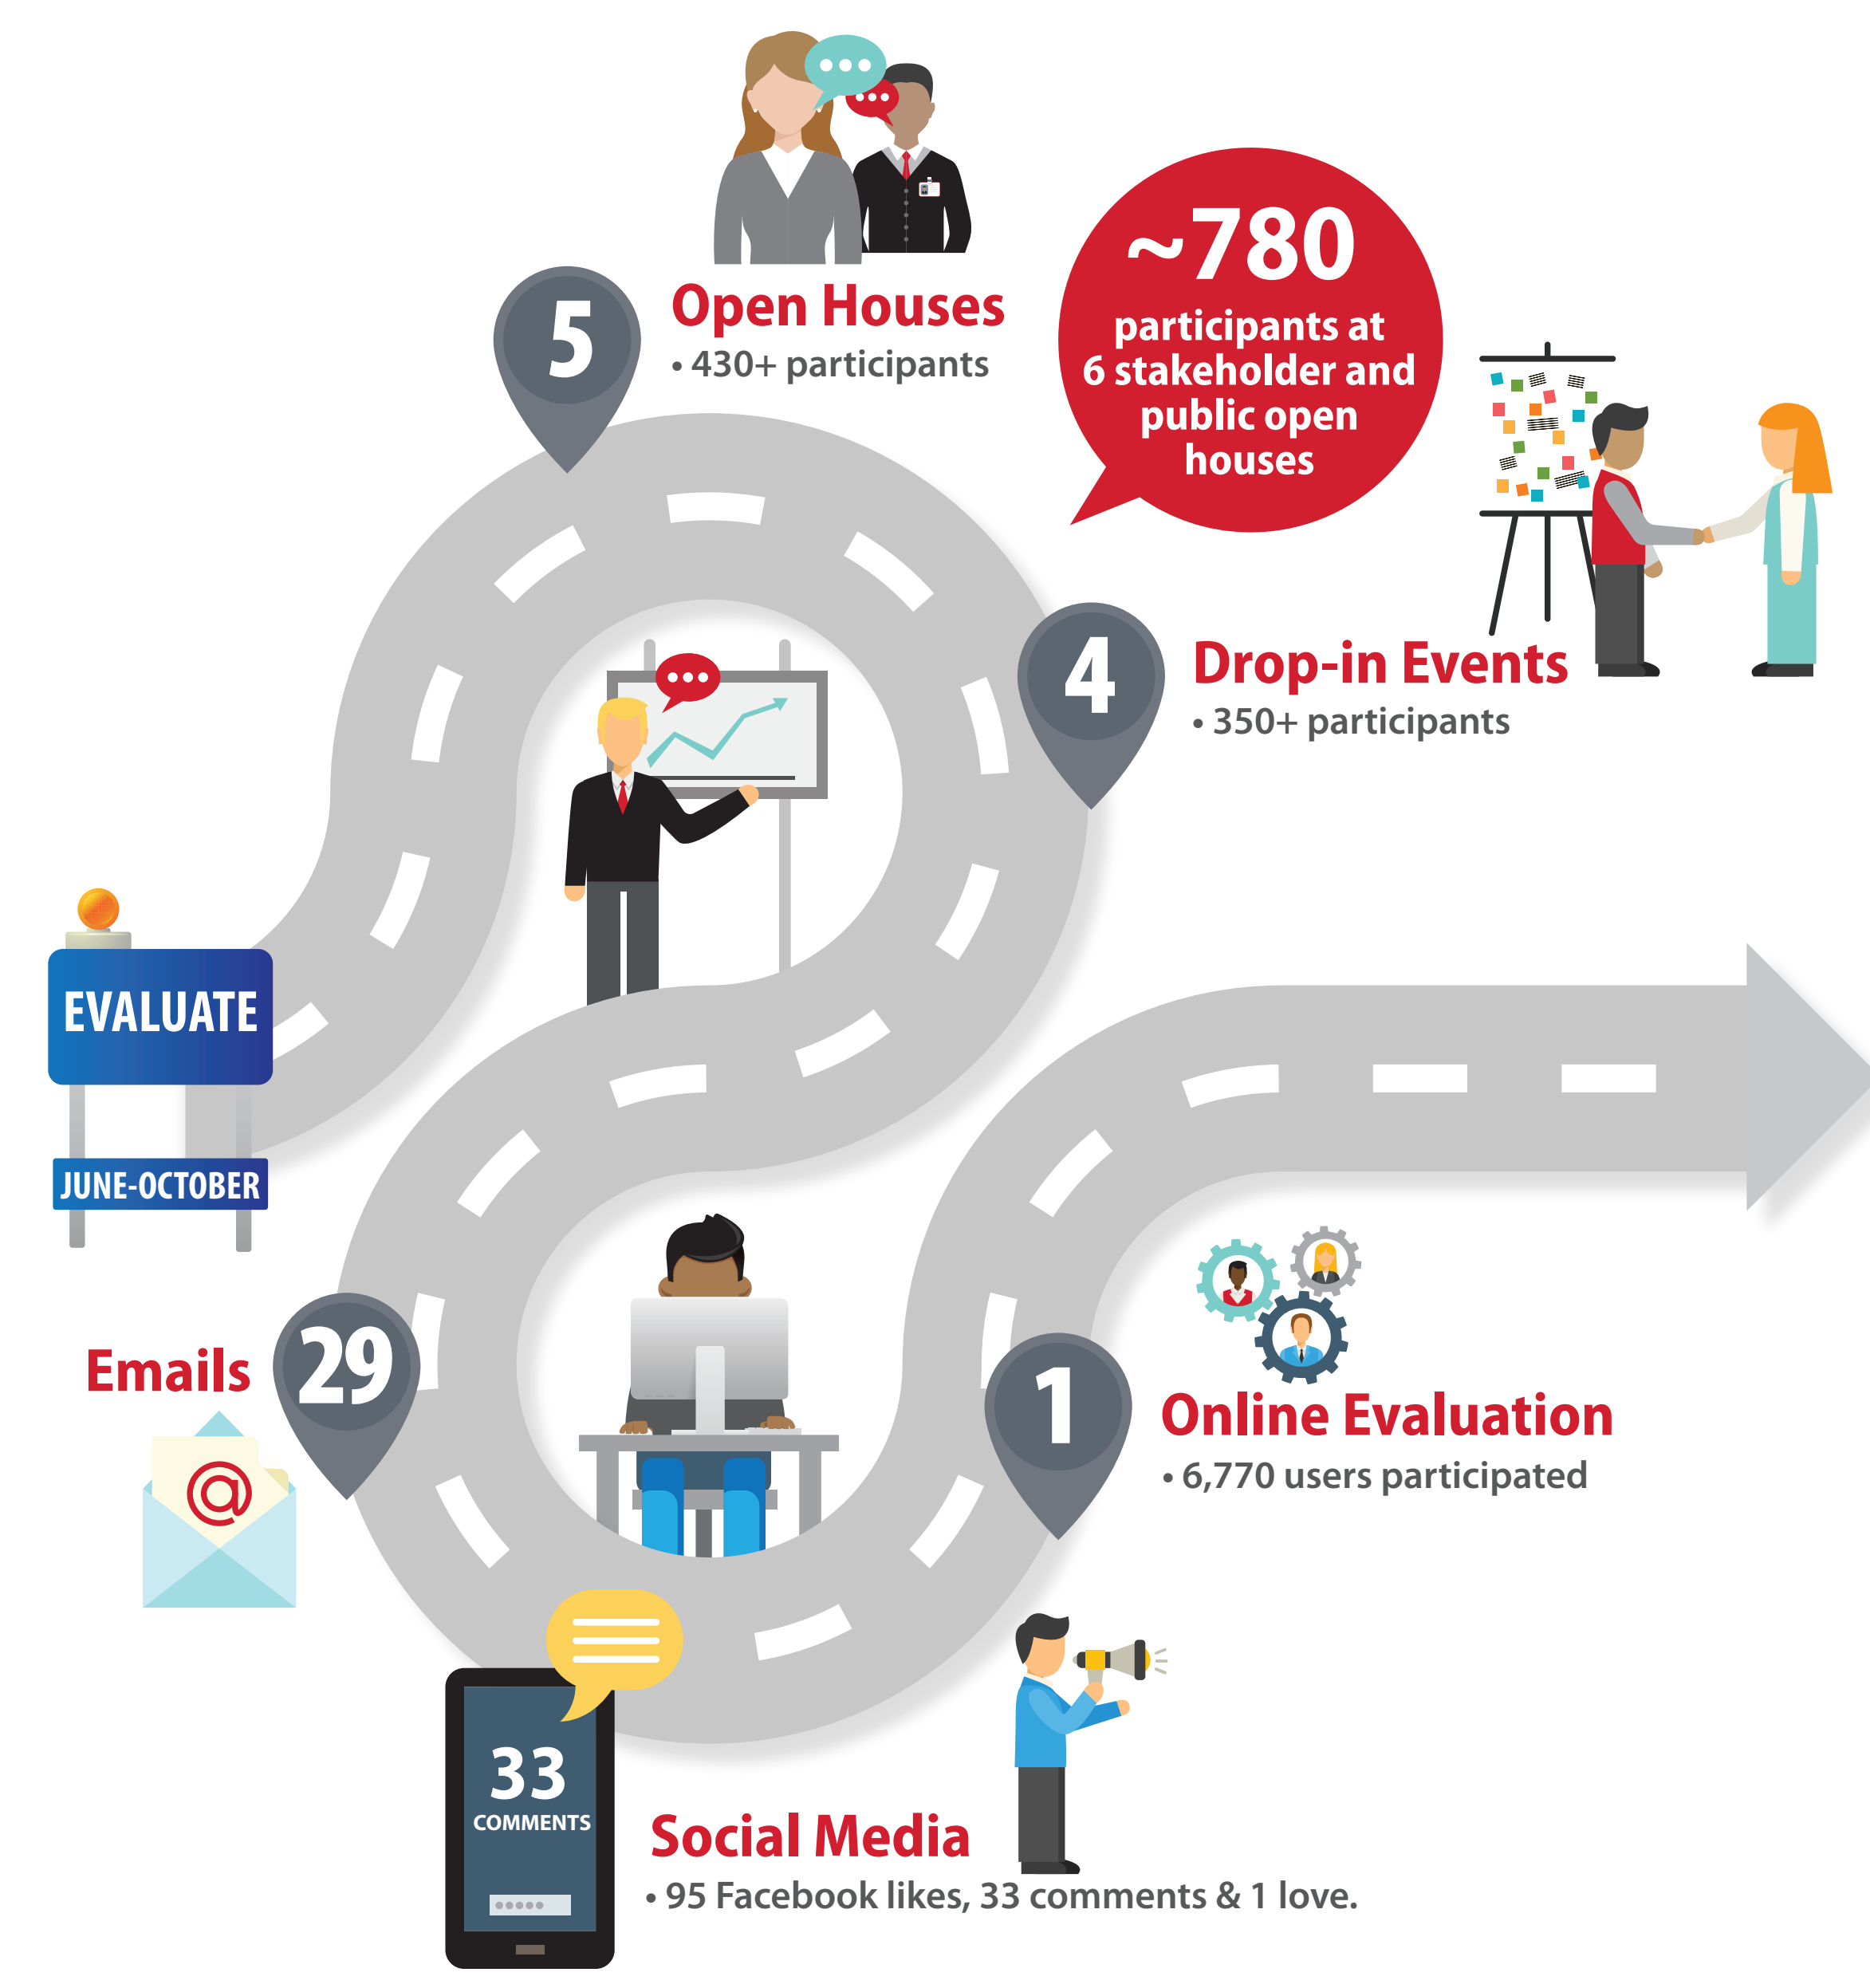 5
Open Houses
• 430+ participants
~780
participants at
6 stakeholder and
public open
houses
4
Drop-in Events
• 350+ participants
EVALUATE
JUNE-OCTOBER
Emails
29
@
1
Online Evaluation
• 6,770 users participated
33
COMMENTS
Social Media
• 95 Facebook likes, 33 comments & 1 love.